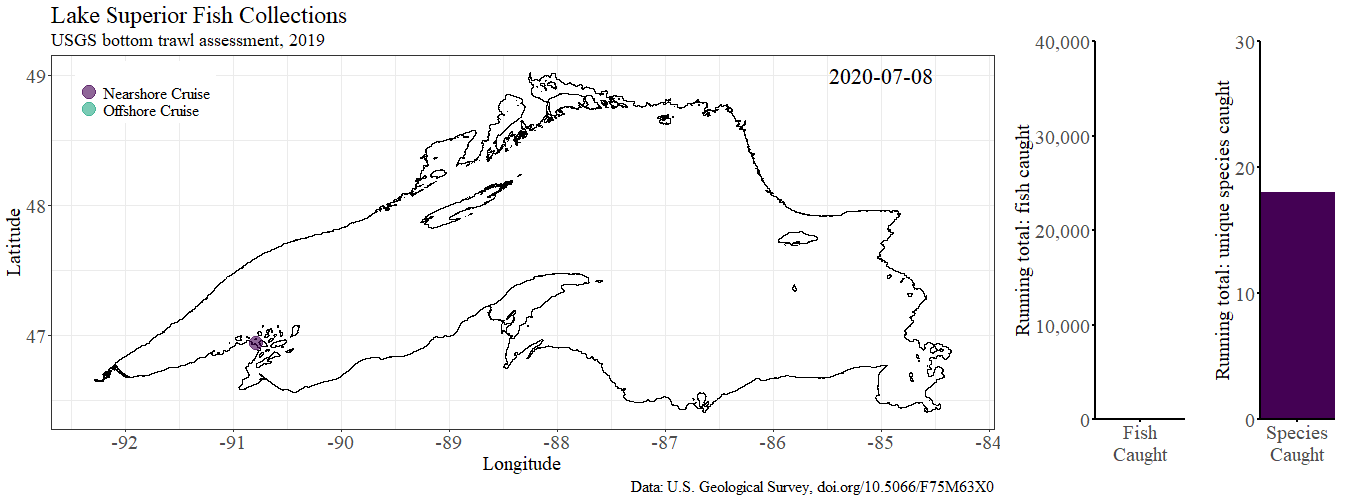 Lake Superior Fish Collections
USGS bottom trawl assessment, 2019
49
48
47
Latitude
Nearshore Cruise
Offshore Cruise
2020-07-08
-92
-91
-90
-89
-88
-87
-86
-85
-84
Longitude
Data: U.S. Geological Survey, doi.org/10.5066/F75M63X0
Running total: fish caught
40,000
30,000
20,000
10,000
0
Fish
Caught
Running total: unique species caught
30
20
10
0
Species
Caught